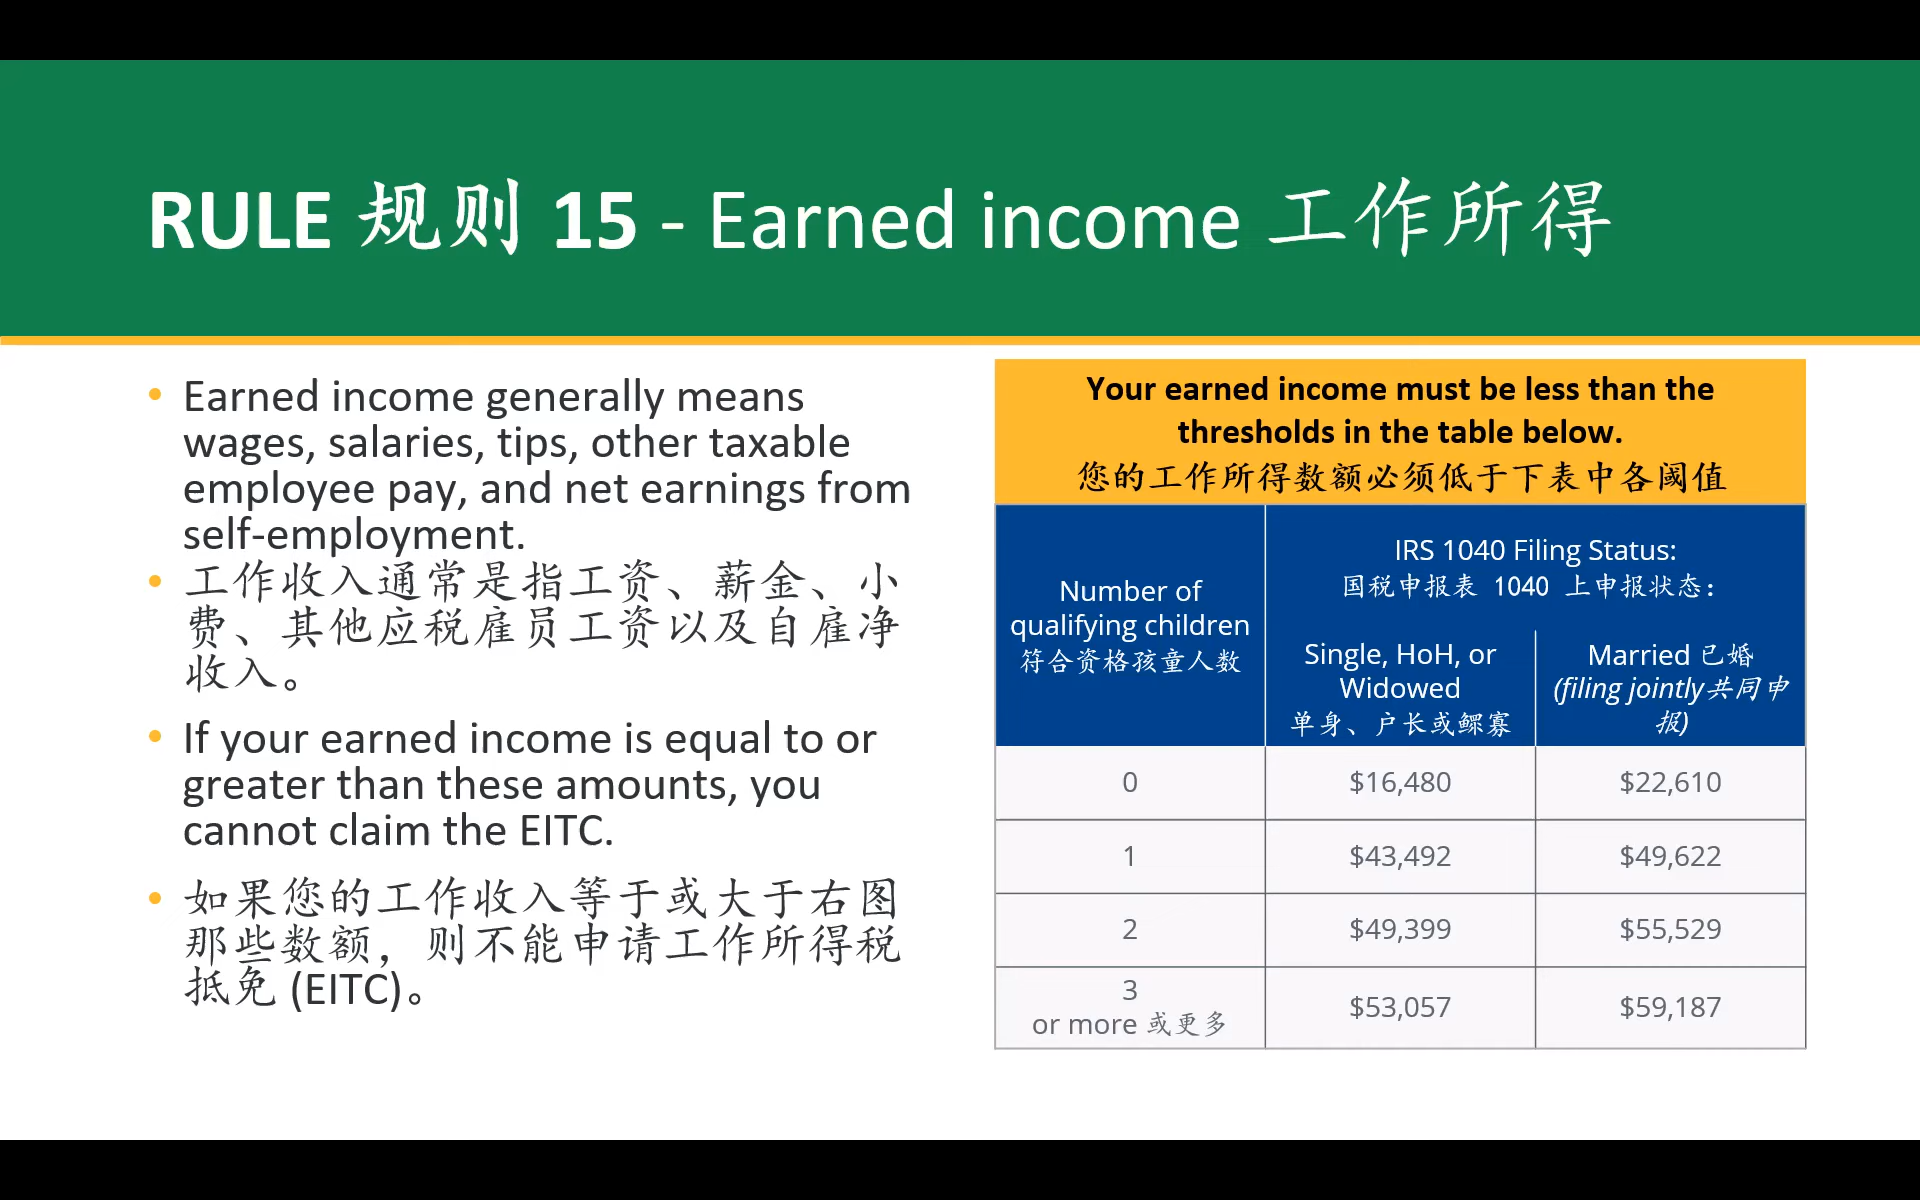 RULE 规则 15 - Earned income 工作所得
• Earned income generally means
wages, salaries, tips, other taxable
employee pay, and net earnings from
self-employment.
• 工作收入通常是指工资、薪金、小
费、其他应税雇员工资以及自雇净
收入。
• If your earned income is equal to or
greater than these amounts, you
cannot claim the EITC.
• 如果您的工作收入等于或大于右图
那些数额，则不能申请工作所得税
抵免 (EITC)。
Your earned income must be less than the
thresholds in the table below.
您的工作所得数额必须低于下表中各阈值
Number of
qualifying children
符合资格孩童人数
IRS 1040 Filing Status:
国税申报表 1040 上申报状态：
Single, HoH, or
Widowed
单身、户长或鳏寡
Married 已婚
(filing jointly共同申
报)
0 $16,480 $22,610
1 $43,492 $49,622
2 $49,399 $55,529
3
or more 或更多
$53,057 $59,187